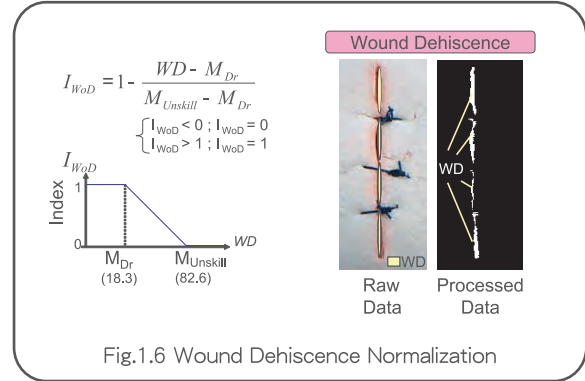 Wound Dehiscence
I_WoD = 1 - (WD - M_Dr) / (M_Unskill - M_Dr)
I_WoD < 0 ; I_WoD = 0
I_WoD > 1 ; I_WoD = 1
I_WoD
Index
1
0
WD
M_Dr
(18.3)
M_Unskill
(82.6)
WD
WD
Raw
Data
Processed
Data
Fig.1.6 Wound Dehiscence Normalization